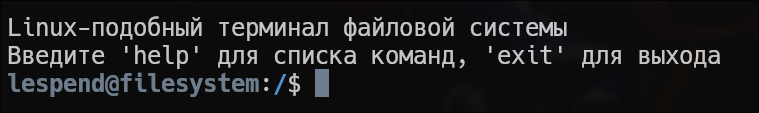 Linux-подобный терминал файловой системы
Введите 'help' для списка команд, 'exit' для выхода
lespend@filesystem:/$